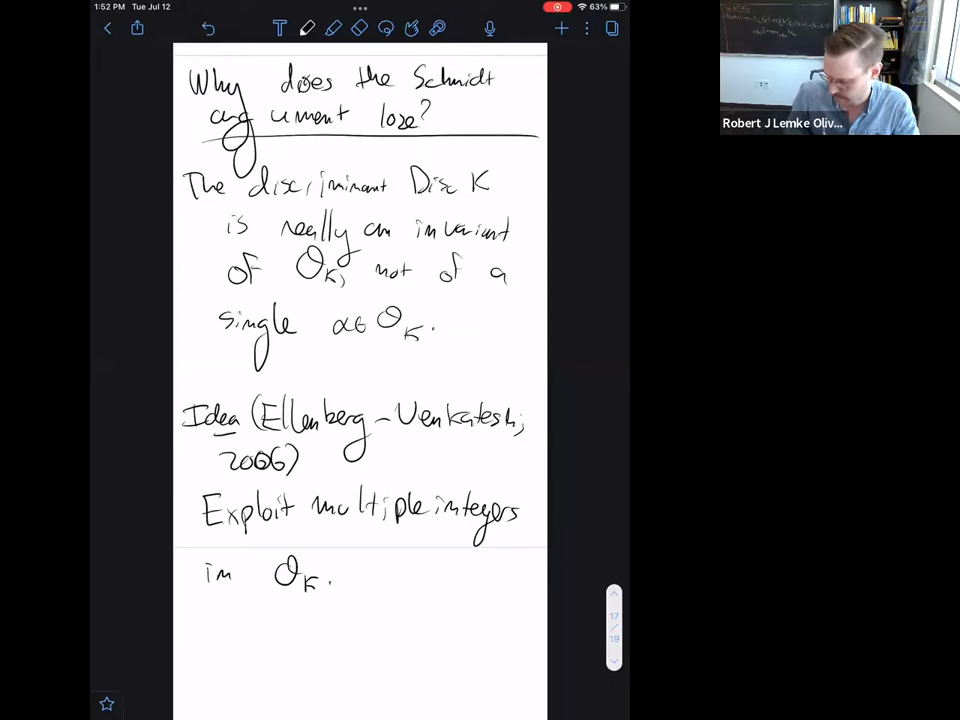 1:52 PM Tue Jul 12
63%
Why does the Schmidt
argument lose?
The discriminant Disc K
is really an invariant
of O_K, not of a
single α∈ O_K.
Idea (Ellenberg - Venkatesh,
2006)
Exploit multiple integers
in O_K.
17
/
19
Robert J Lemke Oliv...